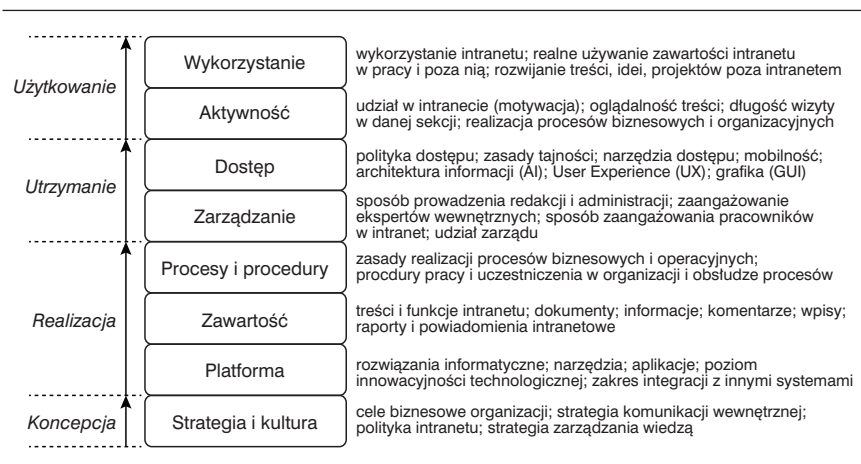 Użytkowanie
Wykorzystanie
wykorzystanie intranetu; realne używanie zawartości intranetu
w pracy i poza nią; rozwijanie treści, idei, projektów poza intranetem
Aktywność
udział w intranecie (motywacja); oglądalność treści; długość wizyty
w danej sekcji; realizacja procesów biznesowych i organizacyjnych
Utrzymanie
Dostęp
polityka dostępu; zasady tajności; narzędzia dostępu; mobilność;
architektura informacji (AI); User Experience (UX); grafika (GUI)
Zarządzanie
sposób prowadzenia redakcji i administracji; zaangażowanie
ekspertów wewnętrznych; sposób zaangażowania pracowników
w intranet; udział zarządu
Realizacja
Procesy i procedury
zasady realizacji procesów biznesowych i operacyjnych;
procdury pracy i uczestniczenia w organizacji i obsłudze procesów
Zawartość
treści i funkcje intranetu; dokumenty; informacje; komentarze; wpisy;
raporty i powiadomienia intranetowe
Platforma
rozwiązania informatyczne; narzędzia; aplikacje; poziom
innowacyjności technologicznej; zakres integracji z innymi systemami
Koncepcja
Strategia i kultura
cele biznesowe organizacji; strategia komunikacji wewnętrznej;
polityka intranetu; strategia zarządzania wiedzą